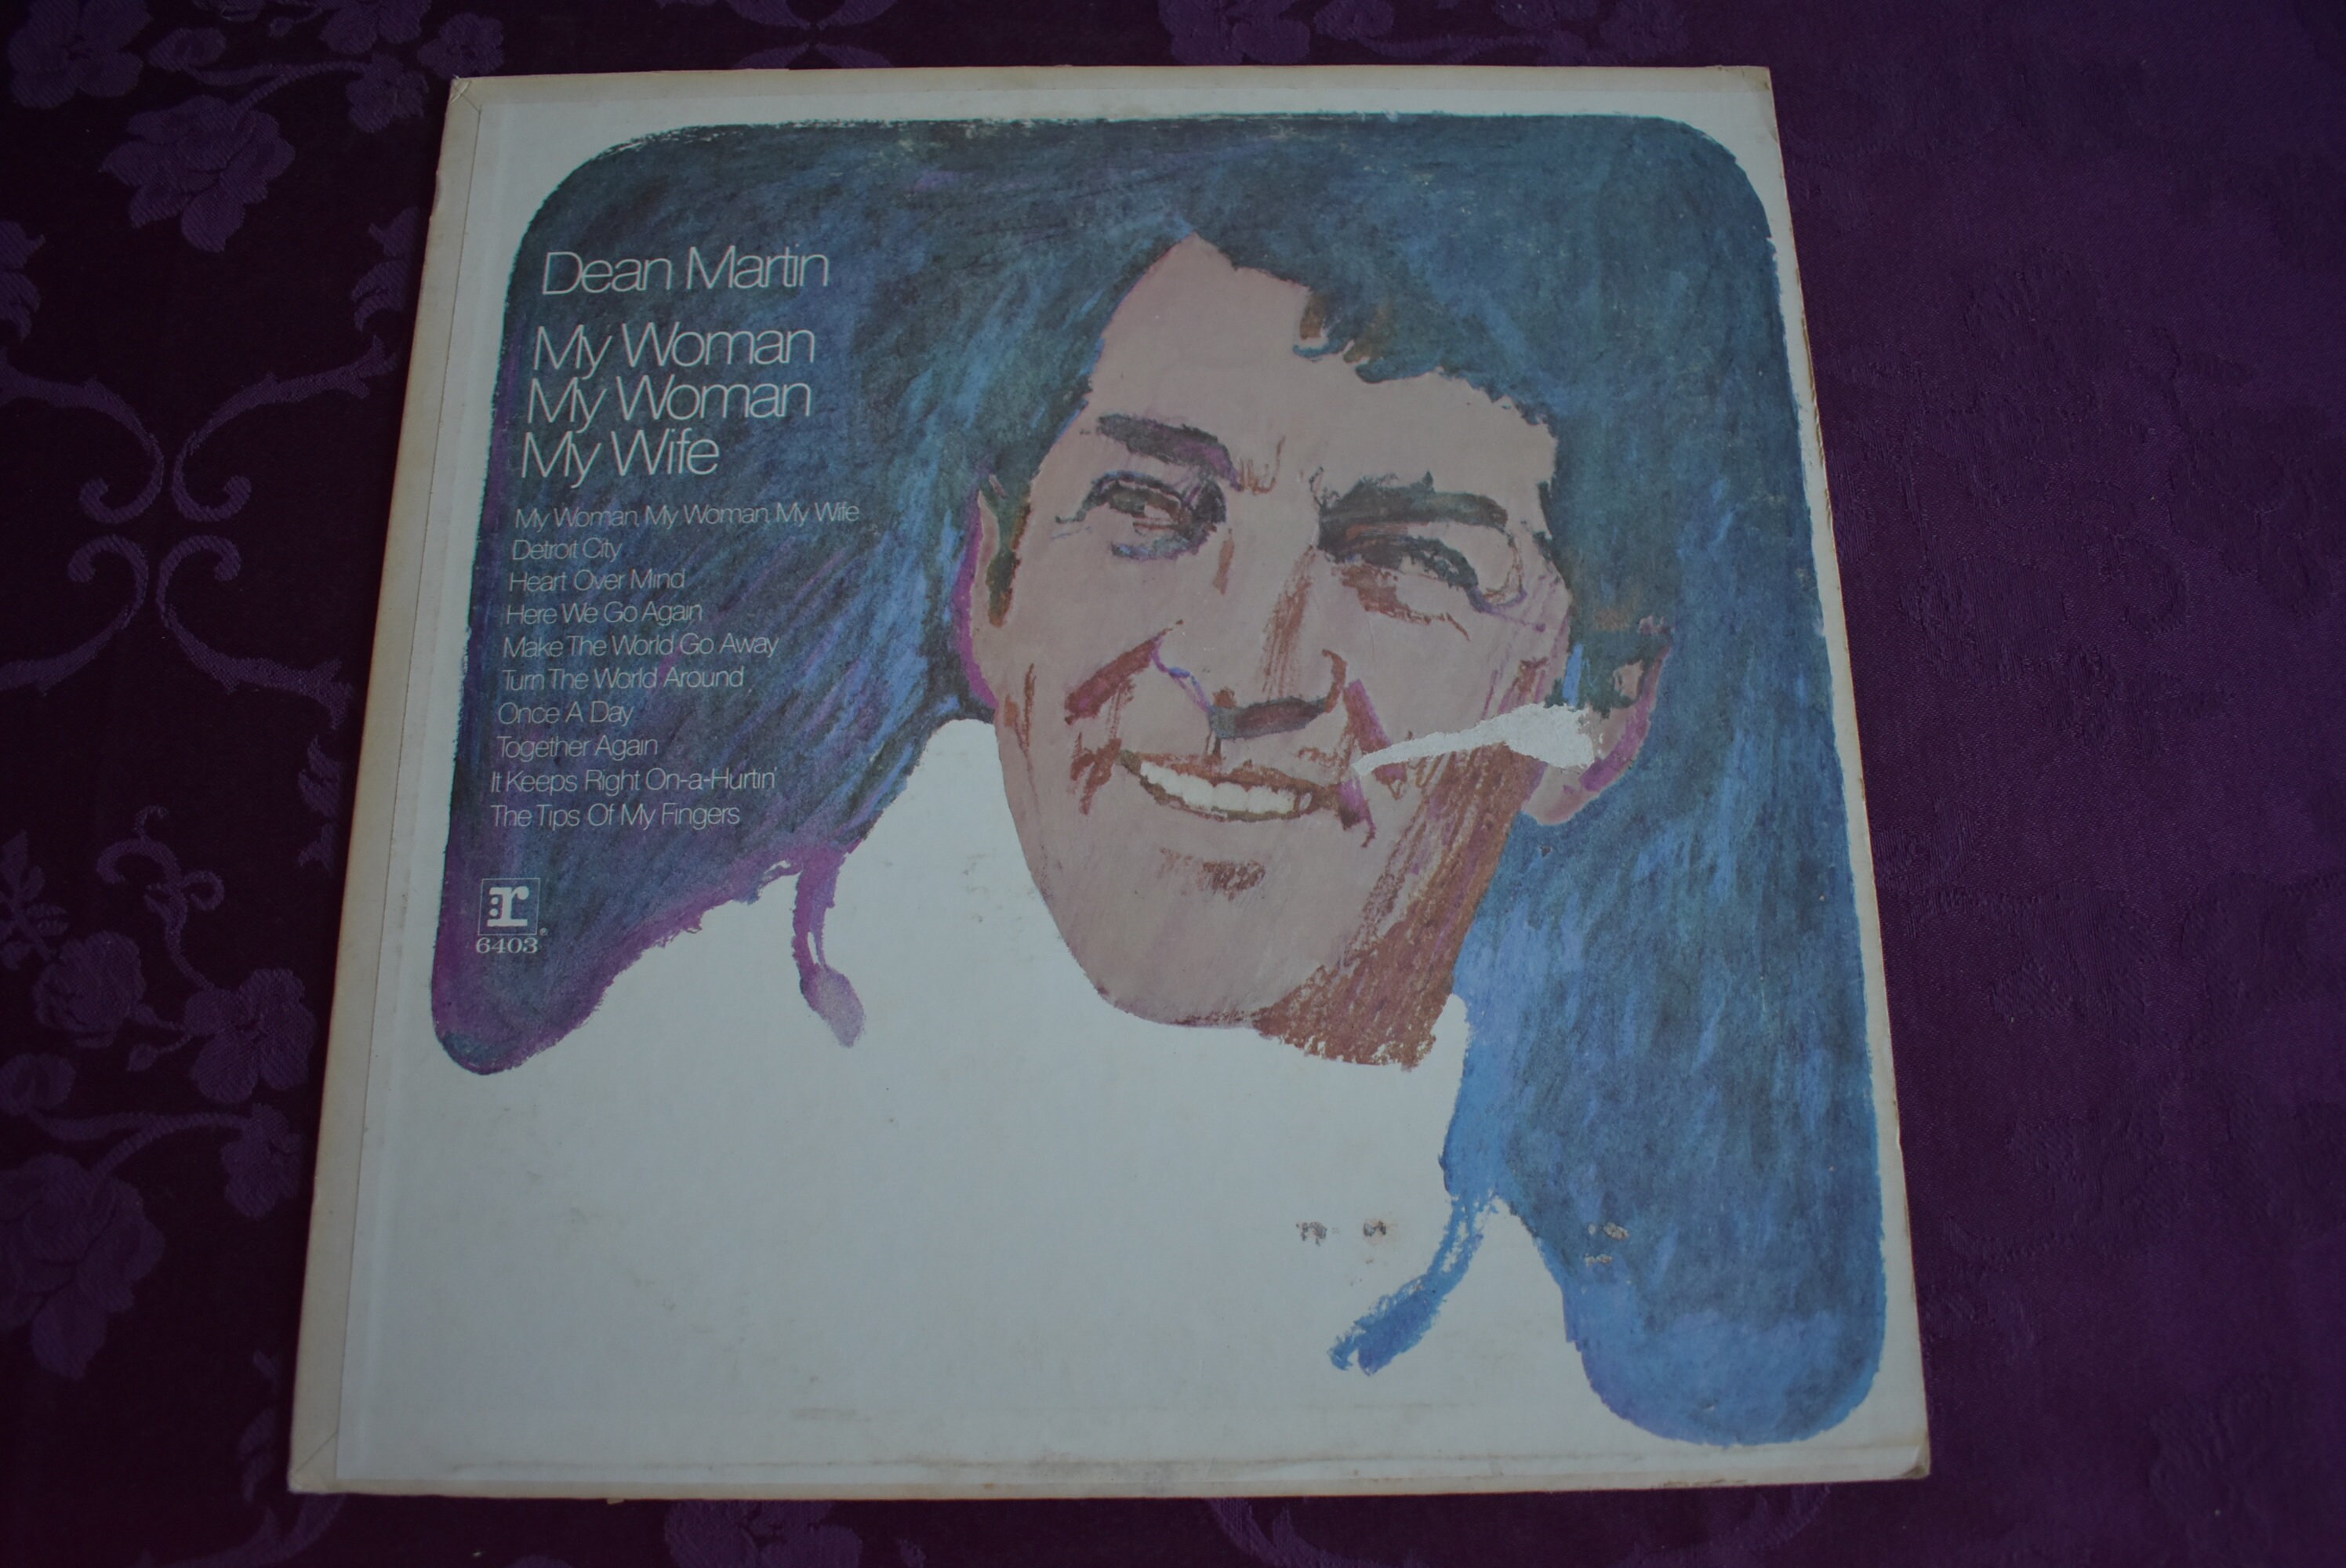 Dean Martin
My Woman
My Woman
My Wife
My Woman, My Woman, My Wife
Detroit City
Heart Over Mind
Here We Go Again
Make The World Go Away
Turn The World Around
Once A Day
Together Again
It Keeps Right On-a-Hurtin'
The Tips Of My Fingers
:r
6403